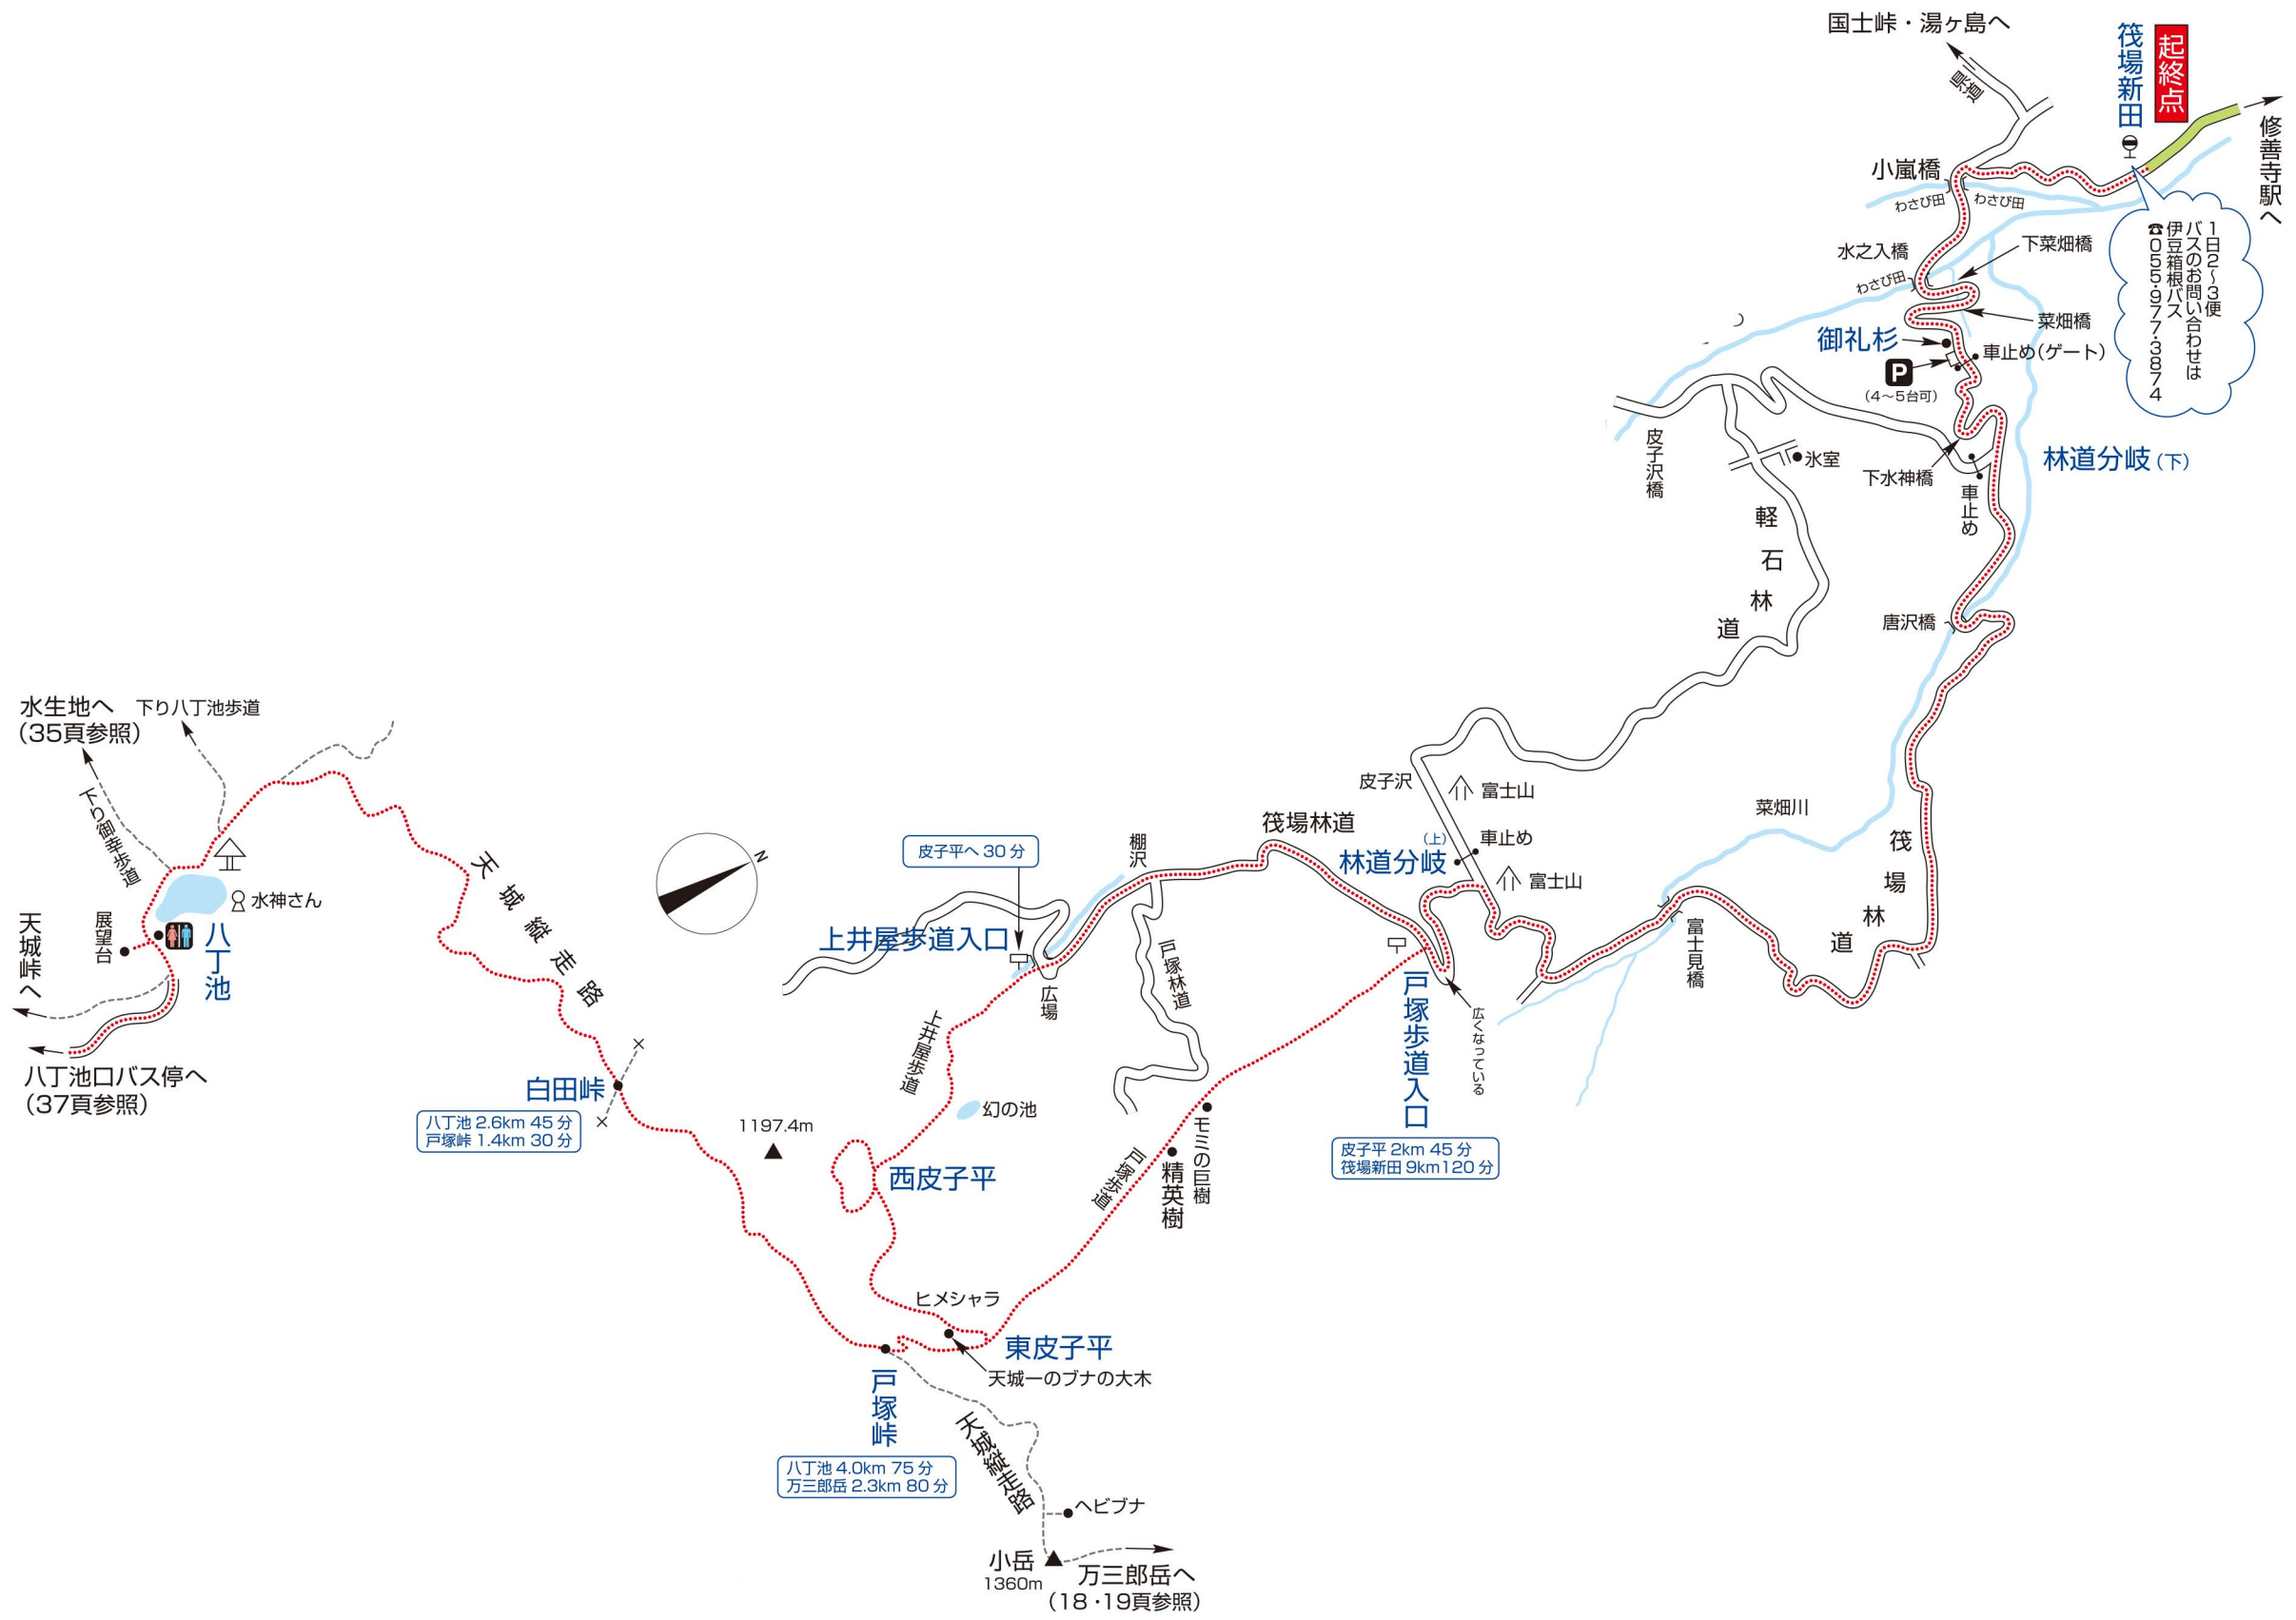 国士峠・湯ヶ島へ
県道
筏場新田
起終点
修善寺駅へ
小嵐橋
わさび田
わさび田
1日2〜3便
バスのお問い合わせは
伊豆箱根バス
☎055・977・3874
水之入橋
わさび田
下菜畑橋
菜畑橋
御礼杉
車止め(ゲート)
P
(4〜5台可)
皮子沢橋
氷室
下水神橋
車止め
林道分岐(下)
軽石林道
唐沢橋
皮子沢
富士山
車止め
(上)
林道分岐
富士山
菜畑川
筏場林道
富士見橋
筏場林道
棚沢
皮子平へ30分
上井屋歩道入口
広場
戸塚林道
上井屋歩道
幻の池
戸塚歩道入口
広くなっている
皮子平 2km 45分
筏場新田 9km120分
モミの巨樹
精英樹
戸塚歩道
水生地へ
(35頁参照)
下り八丁池歩道
下り御幸歩道
水神さん
展望台
八丁池
天城峠へ
八丁池口バス停へ
(37頁参照)
天城縦走路
N
白田峠
八丁池 2.6km 45分
戸塚峠 1.4km 30分
1197.4m
西皮子平
ヒメシャラ
東皮子平
天城一のブナの大木
戸塚峠
八丁池 4.0km 75分
万三郎岳 2.3km 80分
天城縦走路
ヘビブナ
小岳
1360m
万三郎岳へ
(18・19頁参照)